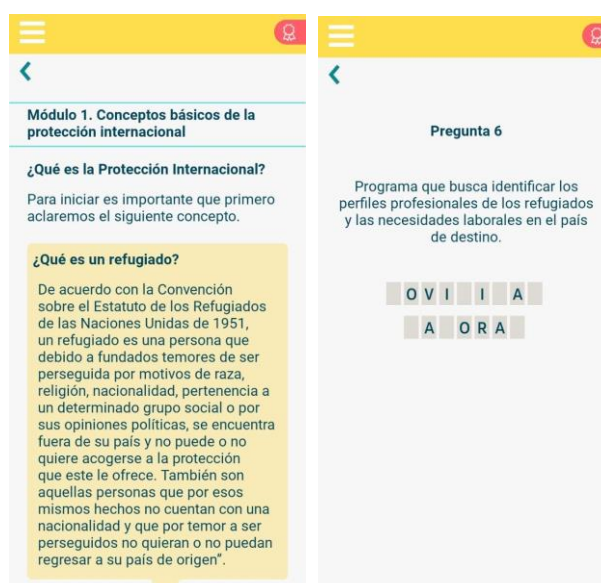 Módulo 1. Conceptos básicos de la
protección internacional
¿Qué es la Protección Internacional?
Para iniciar es importante que primero
aclaremos el siguiente concepto.
¿Qué es un refugiado?
De acuerdo con la Convención
sobre el Estatuto de los Refugiados
de las Naciones Unidas de 1951,
un refugiado es una persona que
debido a fundados temores de ser
perseguida por motivos de raza,
religión, nacionalidad, pertenencia a
un determinado grupo social o por
sus opiniones políticas, se encuentra
fuera de su país y no puede o no
quiere acogerse a la protección
que este le ofrece. También son
aquellas personas que por esos
mismos hechos no cuentan con una
nacionalidad y que por temor a ser
perseguidos no quieran o no puedan
regresar a su país de origen”.
Pregunta 6
Programa que busca identificar los
perfiles profesionales de los refugiados
y las necesidades laborales en el país
de destino.
O V I I A
A O R A